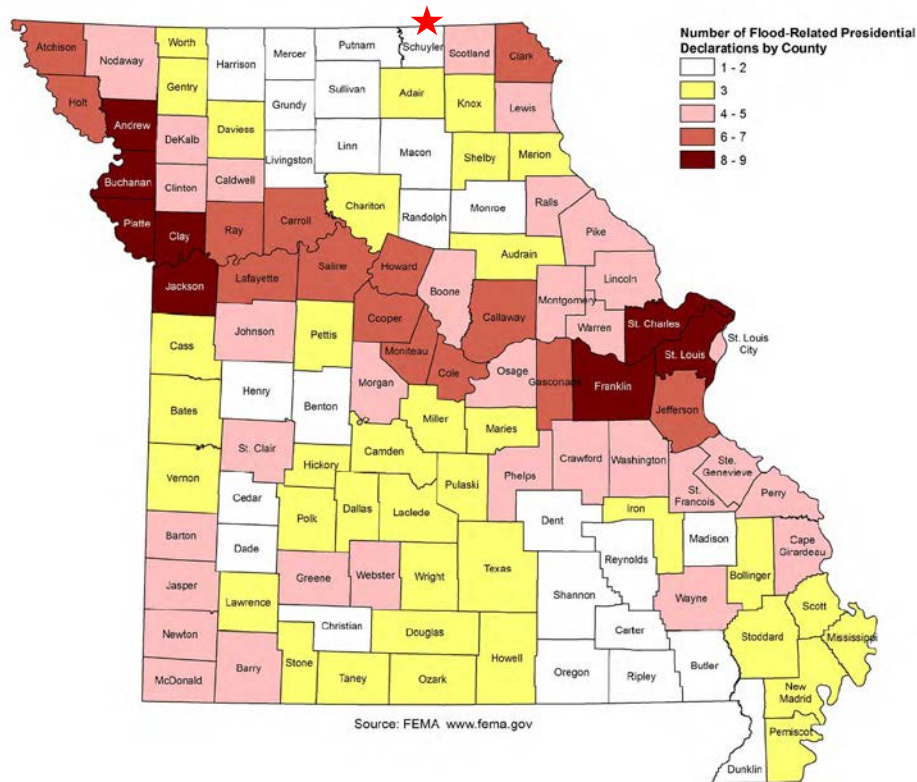 Number of Flood-Related Presidential
Declarations by County
1 - 2
3
4 - 5
6 - 7
8 - 9
Atchison
Nodaway
Worth
Harrison
Mercer
Putnam
Schuyler
Scotland
Clark
Holt
Gentry
Sullivan
Adair
Knox
Lewis
Andrew
DeKalb
Daviess
Grundy
Linn
Macon
Shelby
Marion
Livingston
Buchanan
Clinton
Caldwell
Chariton
Randolph
Monroe
Ralls
Pike
Platte
Clay
Ray
Carroll
Audrain
Jackson
Lafayette
Saline
Howard
Boone
Callaway
Montgomery
Lincoln
Warren
St. Charles
St. Louis
St. Louis
City
Cass
Johnson
Pettis
Cooper
Moniteau
Cole
Osage
Gasconade
Franklin
Jefferson
Bates
Henry
Benton
Morgan
Miller
Maries
Vernon
St. Clair
Hickory
Camden
Pulaski
Phelps
Crawford
Washington
St.
Francois
Ste.
Genevieve
Perry
Cedar
Polk
Dallas
Laclede
Dent
Iron
Madison
Cape
Girardeau
Barton
Dade
Reynolds
Bollinger
Jasper
Greene
Webster
Wright
Texas
Shannon
Wayne
Scott
Lawrence
Christian
Douglas
Carter
Stoddard
Mississippi
Newton
Barry
Stone
Taney
Ozark
Howell
Oregon
Ripley
Butler
McDonald
New
Madrid
Pemiscot
Dunklin
Source: FEMA www.fema.gov